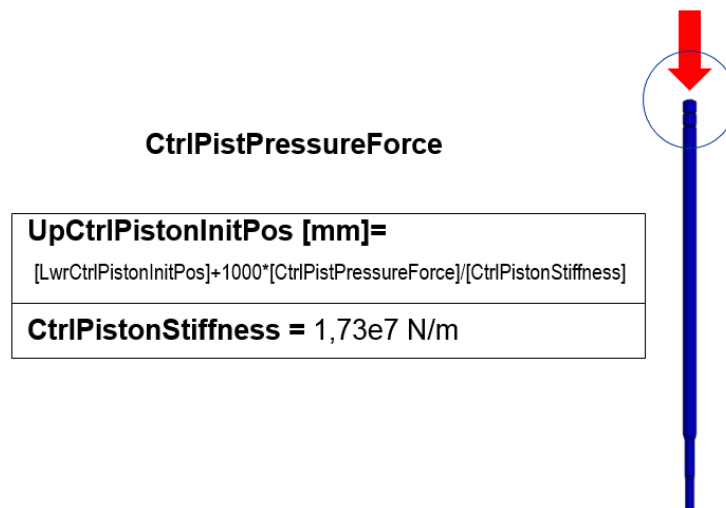 CtrlPistPressureForce
UpCtrlPistonInitPos [mm]=
[LwrCtrlPistonInitPos]+1000*[CtrlPistPressureForce]/[CtrlPistonStiffness]
CtrlPistonStiffness = 1,73e7 N/m